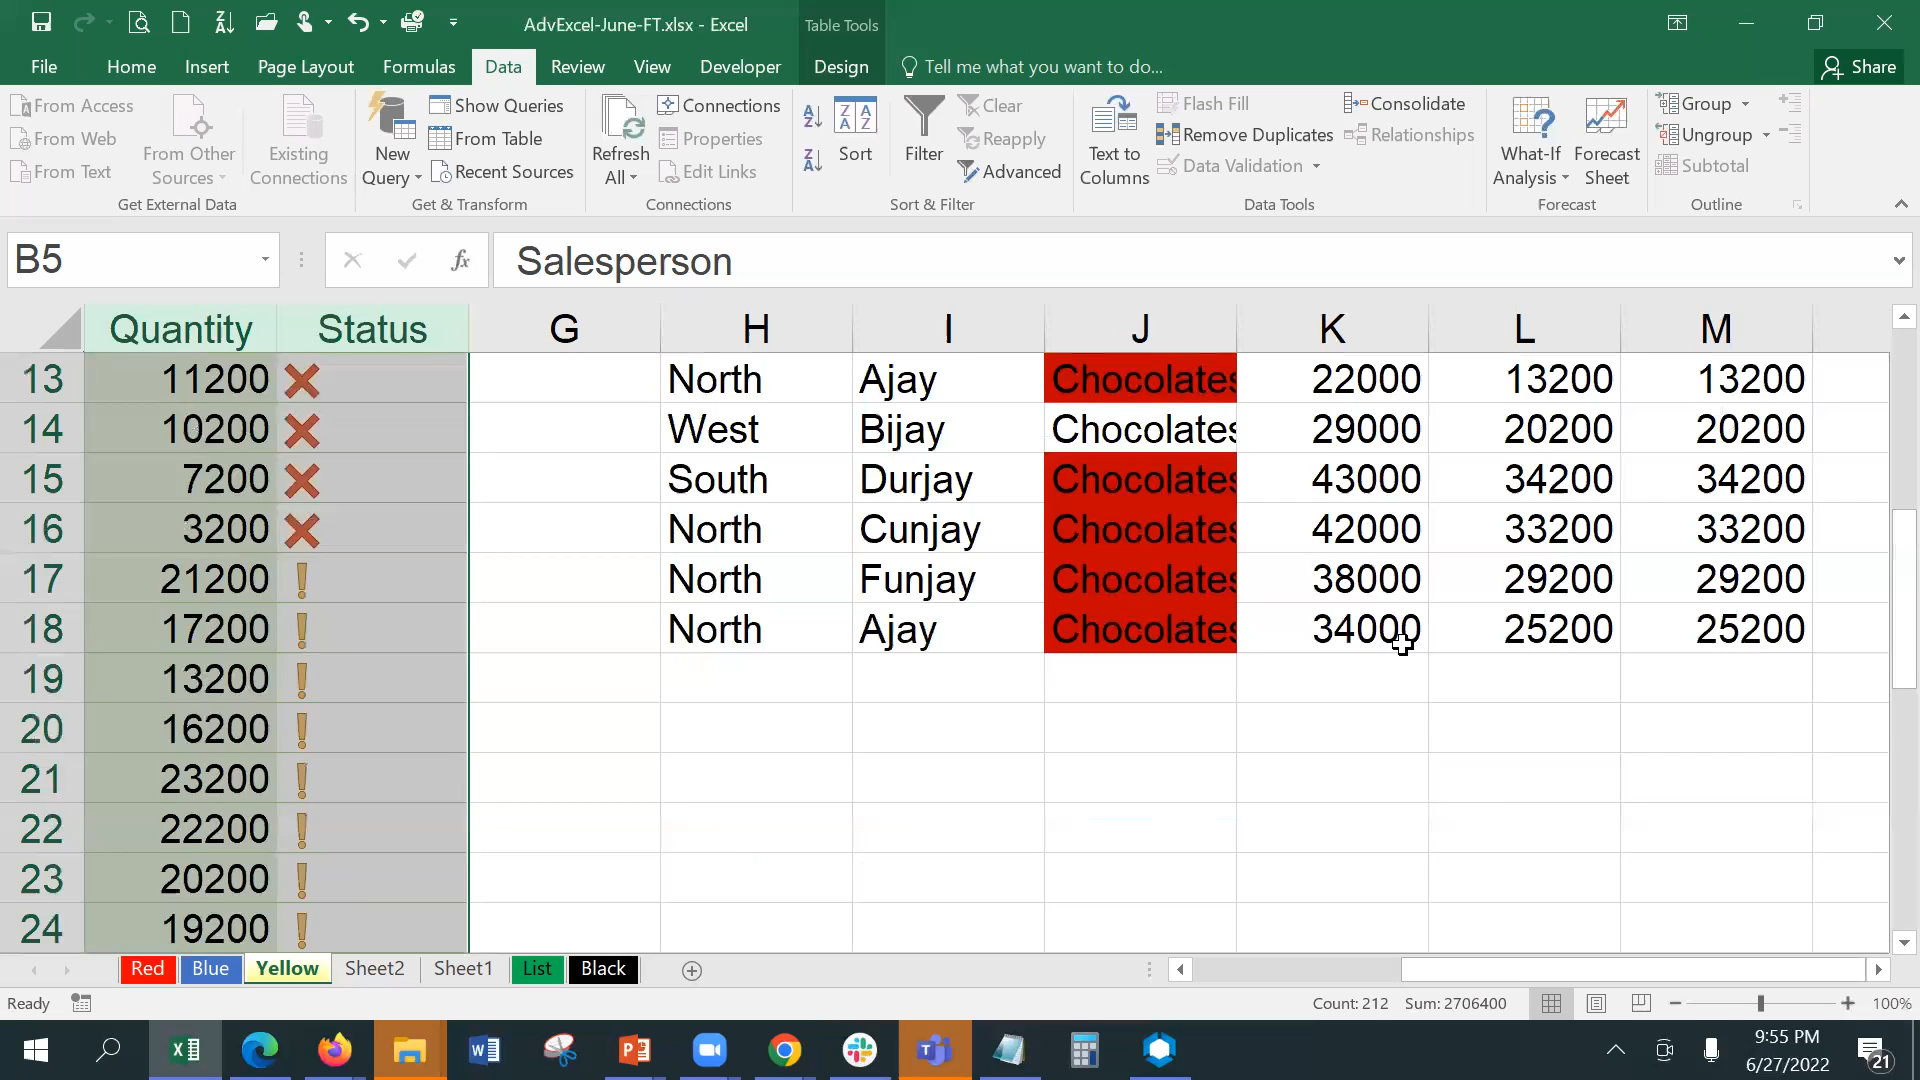 AdvExcel-June-FT.xlsx - Excel
Table Tools
File Home Insert Page Layout Formulas Data Review View Developer Design Tell me what you want to do... Share
From Access
From Web
From Text
From Other Sources
Existing Connections
Get External Data
New Query
Show Queries
From Table
Recent Sources
Get & Transform
Refresh All
Connections
Properties
Edit Links
Connections
Sort
Filter
Clear
Reapply
Advanced
Sort & Filter
Text to Columns
Flash Fill
Remove Duplicates
Data Validation
Consolidate
Relationships
Data Tools
What-If Analysis
Forecast Sheet
Forecast
Group
Ungroup
Subtotal
Outline
B5 fx Salesperson
Quantity Status G H I J K L M
13 11200 North Ajay Chocolates 22000 13200 13200
14 10200 West Bijay Chocolates 29000 20200 20200
15 7200 South Durjay Chocolates 43000 34200 34200
16 3200 North Cunjay Chocolates 42000 33200 33200
17 21200 North Funjay Chocolates 38000 29200 29200
18 17200 North Ajay Chocolates 34000 25200 25200
19 13200
20 16200
21 23200
22 22200
23 20200
24 19200
Red Blue Yellow Sheet2 Sheet1 List Black
Ready Count: 212 Sum: 2706400 100%
9:55 PM
6/27/2022
21